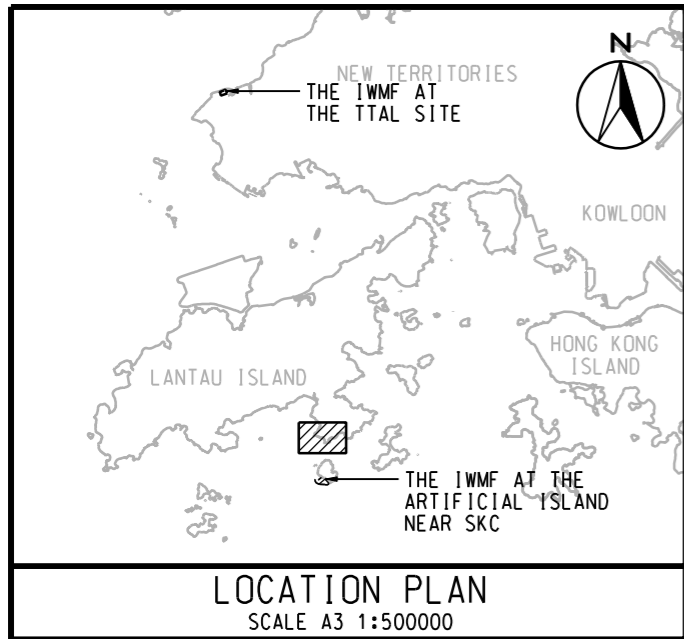 N
NEW TERRITORIES
THE IWMF AT
THE TTAL SITE
KOWLOON
HONG KONG
ISLAND
LANTAU ISLAND
THE IWMF AT THE
ARTIFICIAL ISLAND
NEAR SKC
LOCATION PLAN
SCALE A3 1:500000